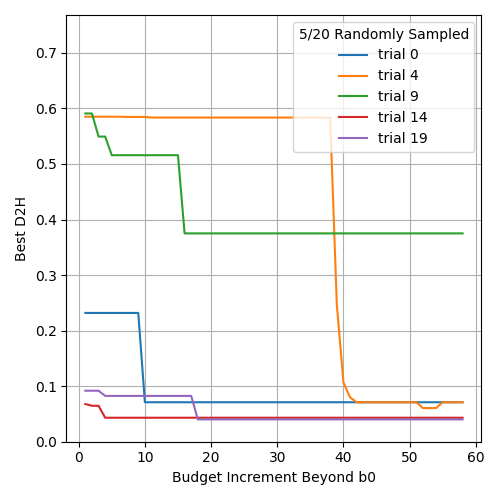 5/20 Randomly Sampled
trial 0
trial 4
trial 9
trial 14
trial 19
Best D2H
0.7
0.6
0.5
0.4
0.3
0.2
0.1
0.0
0 10 20 30 40 50 60
Budget Increment Beyond b0